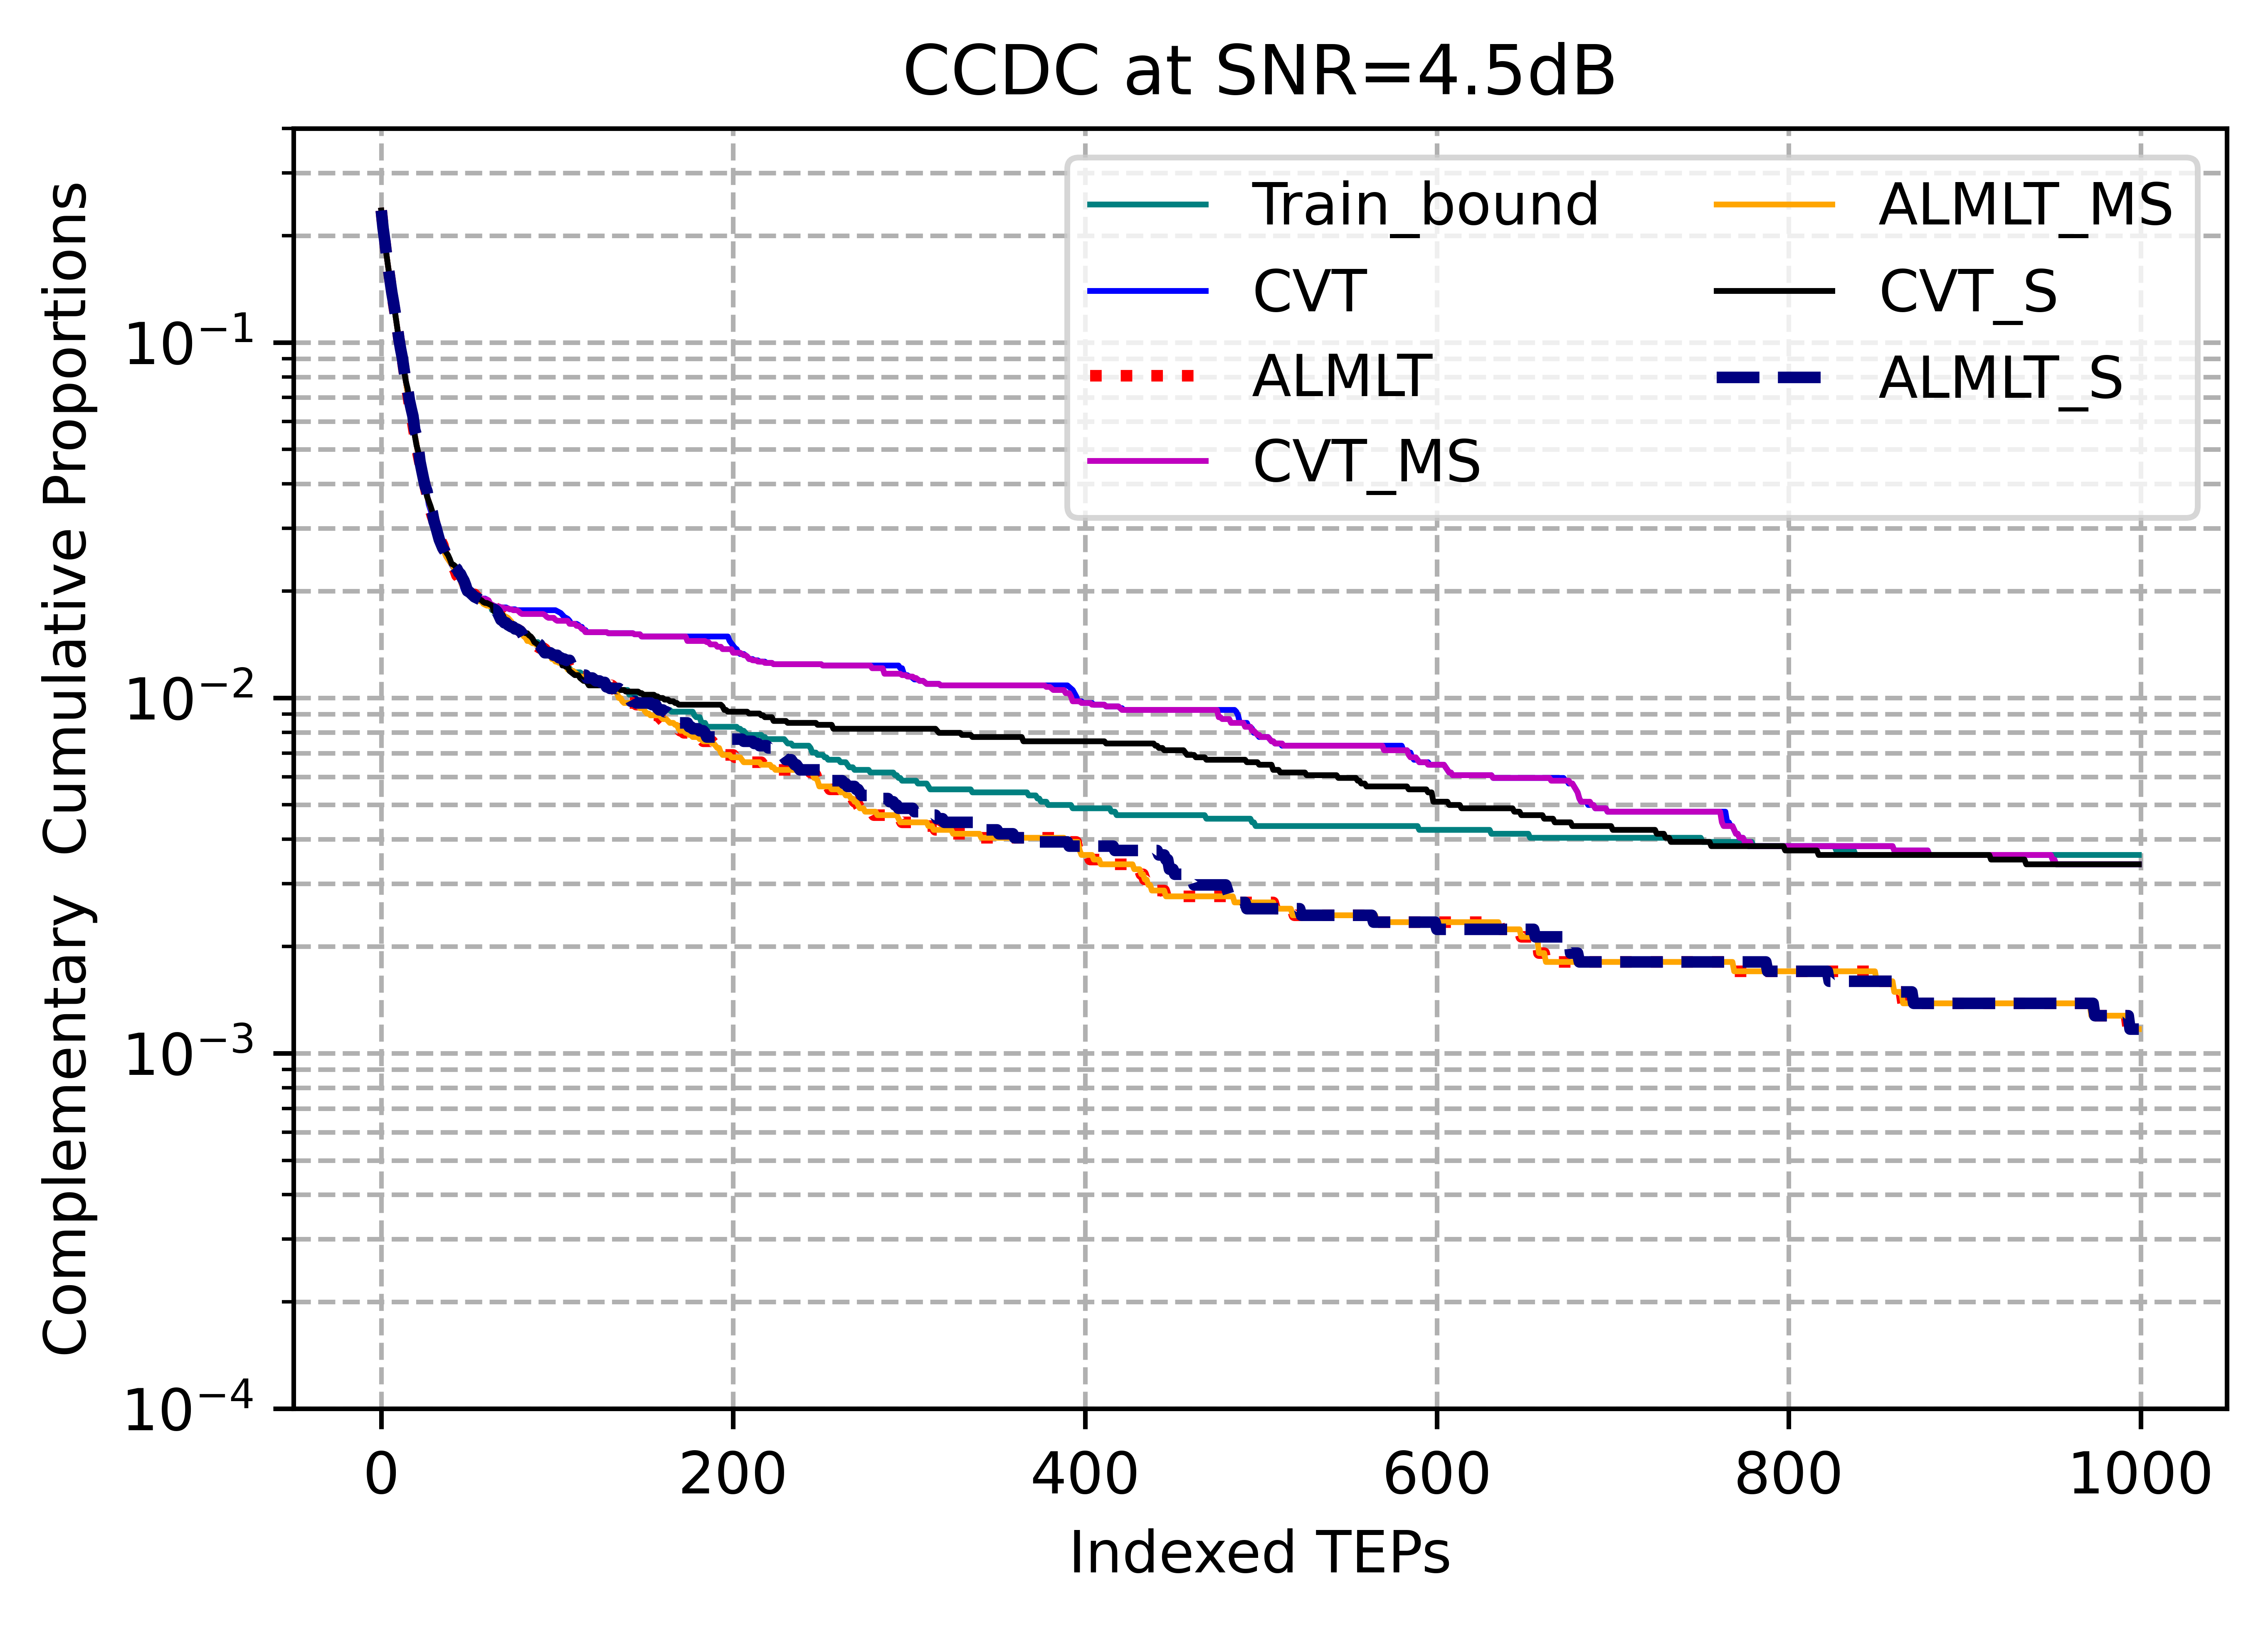 CCDC at SNR=4.5dB
Complementary Cumulative Proportions
10⁻¹
10⁻²
10⁻³
10⁻⁴
Train_bound
CVT
ALMLT
CVT_MS
ALMLT_MS
CVT_S
ALMLT_S
0 200 400 600 800 1000
Indexed TEPs